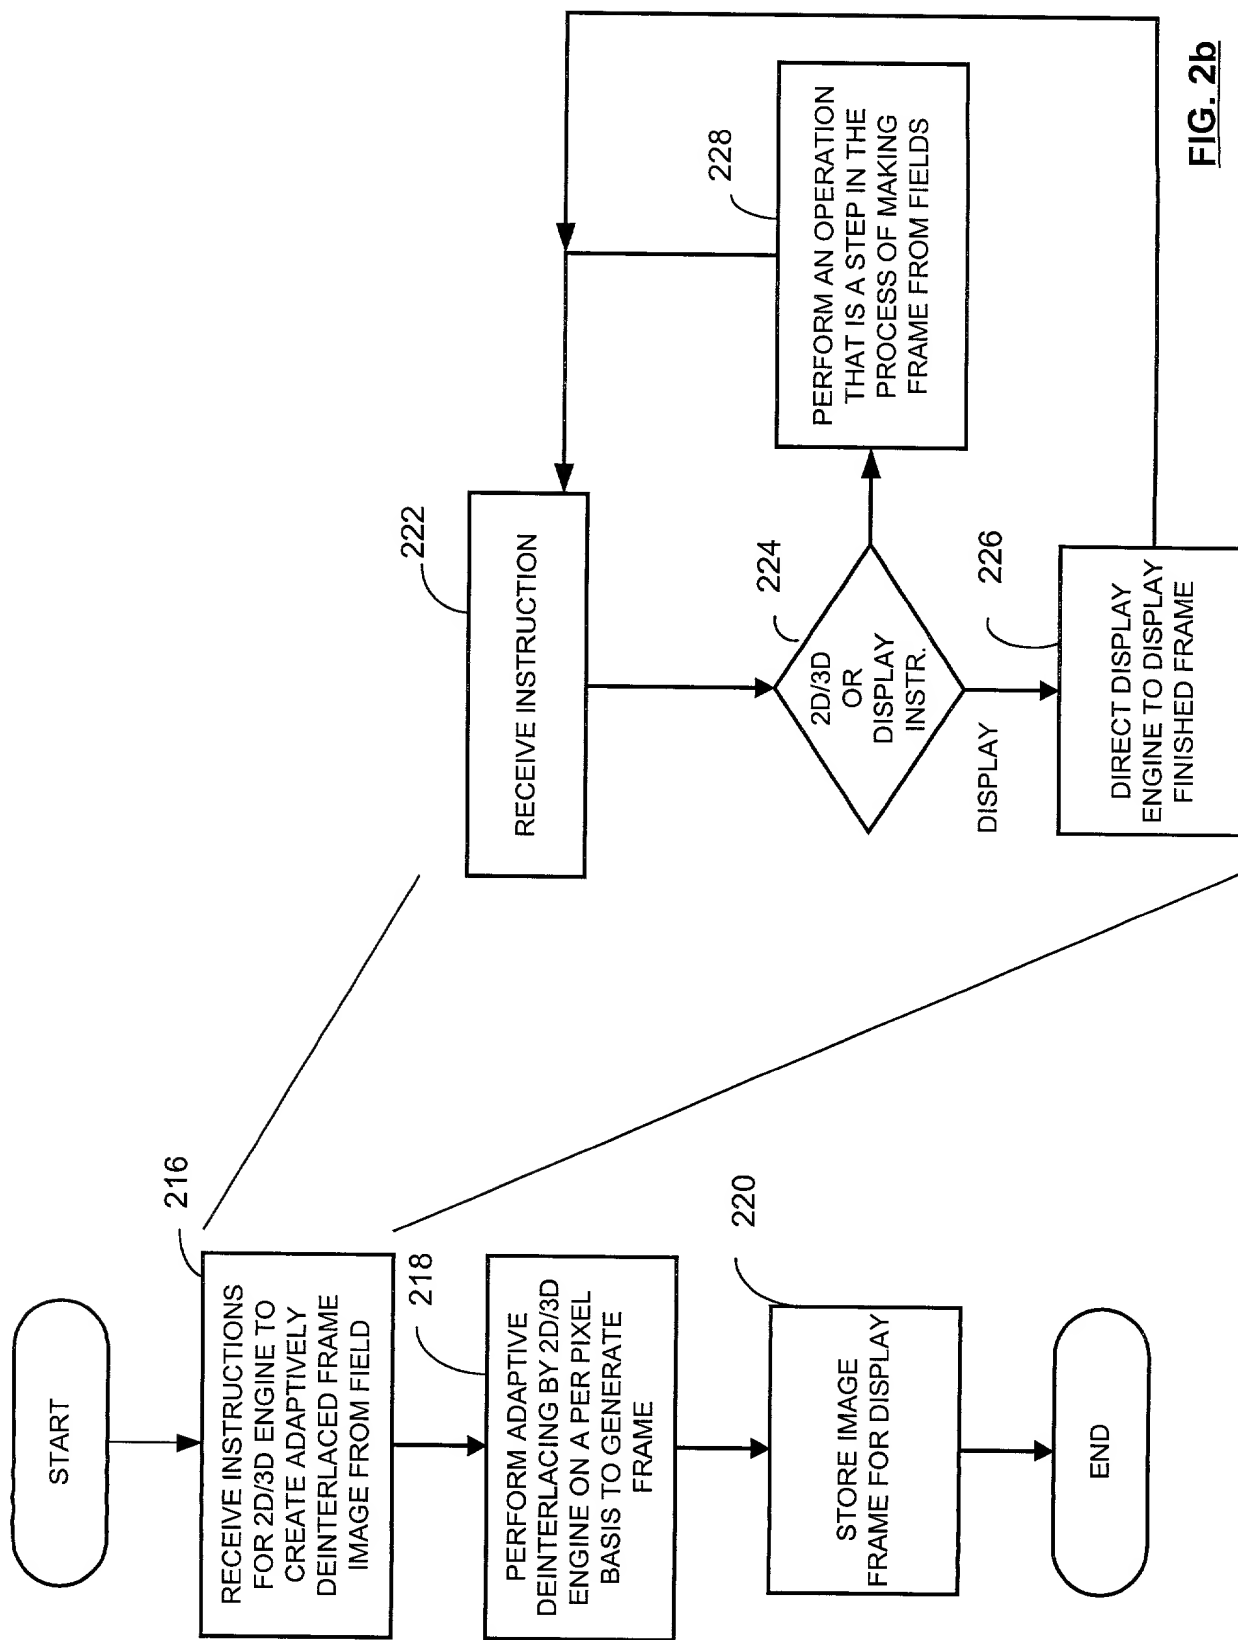 START
216
RECEIVE INSTRUCTIONS
FOR 2D/3D ENGINE TO
CREATE ADAPTIVELY
DEINTERLACED FRAME
IMAGE FROM FIELD
218
PERFORM ADAPTIVE
DEINTERLACING BY 2D/3D
ENGINE ON A PER PIXEL
BASIS TO GENERATE
FRAME
220
STORE IMAGE
FRAME FOR DISPLAY
END
222
RECEIVE INSTRUCTION
224
2D/3D
OR
DISPLAY
INSTR.
DISPLAY
226
DIRECT DISPLAY
ENGINE TO DISPLAY
FINISHED FRAME
228
PERFORM AN OPERATION
THAT IS A STEP IN THE
PROCESS OF MAKING
FRAME FROM FIELDS
FIG. 2b